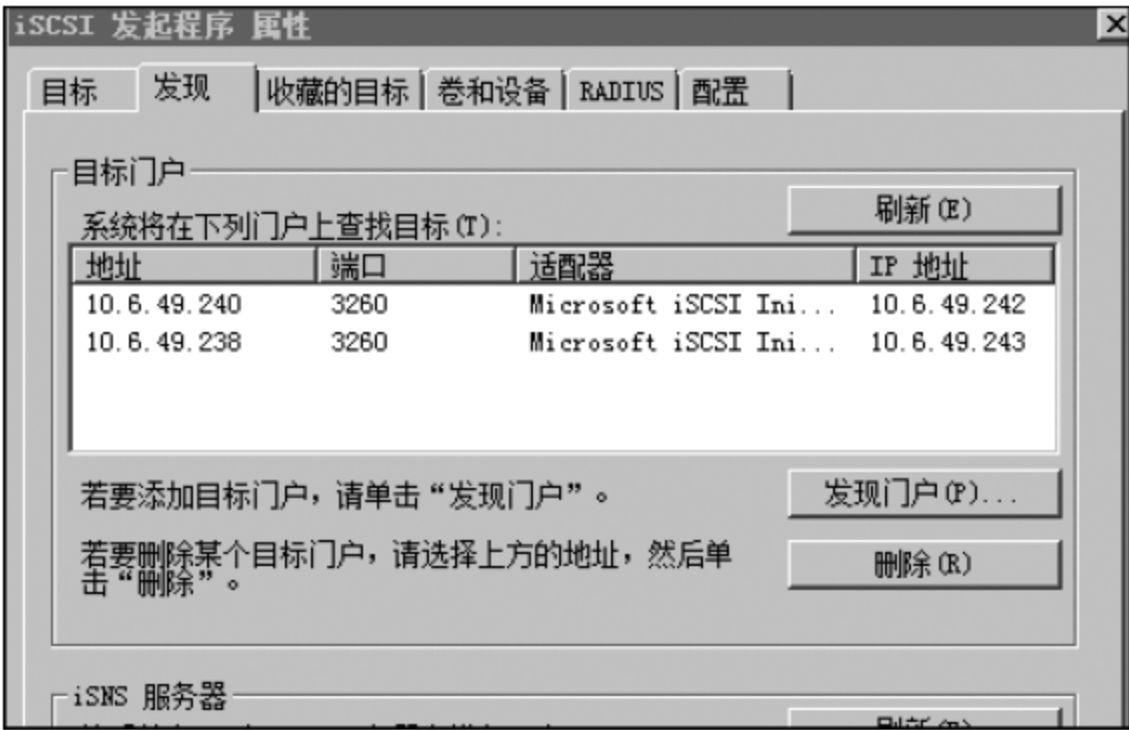 iSCSI 发起程序 属性
目标 发现 收藏的目标 卷和设备 RADIUS 配置
目标门户
系统将在下列门户上查找目标(T): 刷新(E)
地址 端口 适配器 IP 地址
10.6.49.240 3260 Microsoft iSCSI Ini... 10.6.49.242
10.6.49.238 3260 Microsoft iSCSI Ini... 10.6.49.243
若要添加目标门户，请单击“发现门户”。 发现门户(P)...
若要删除某个目标门户，请选择上方的地址，然后单
击“删除”。 删除(R)
iSNS 服务器